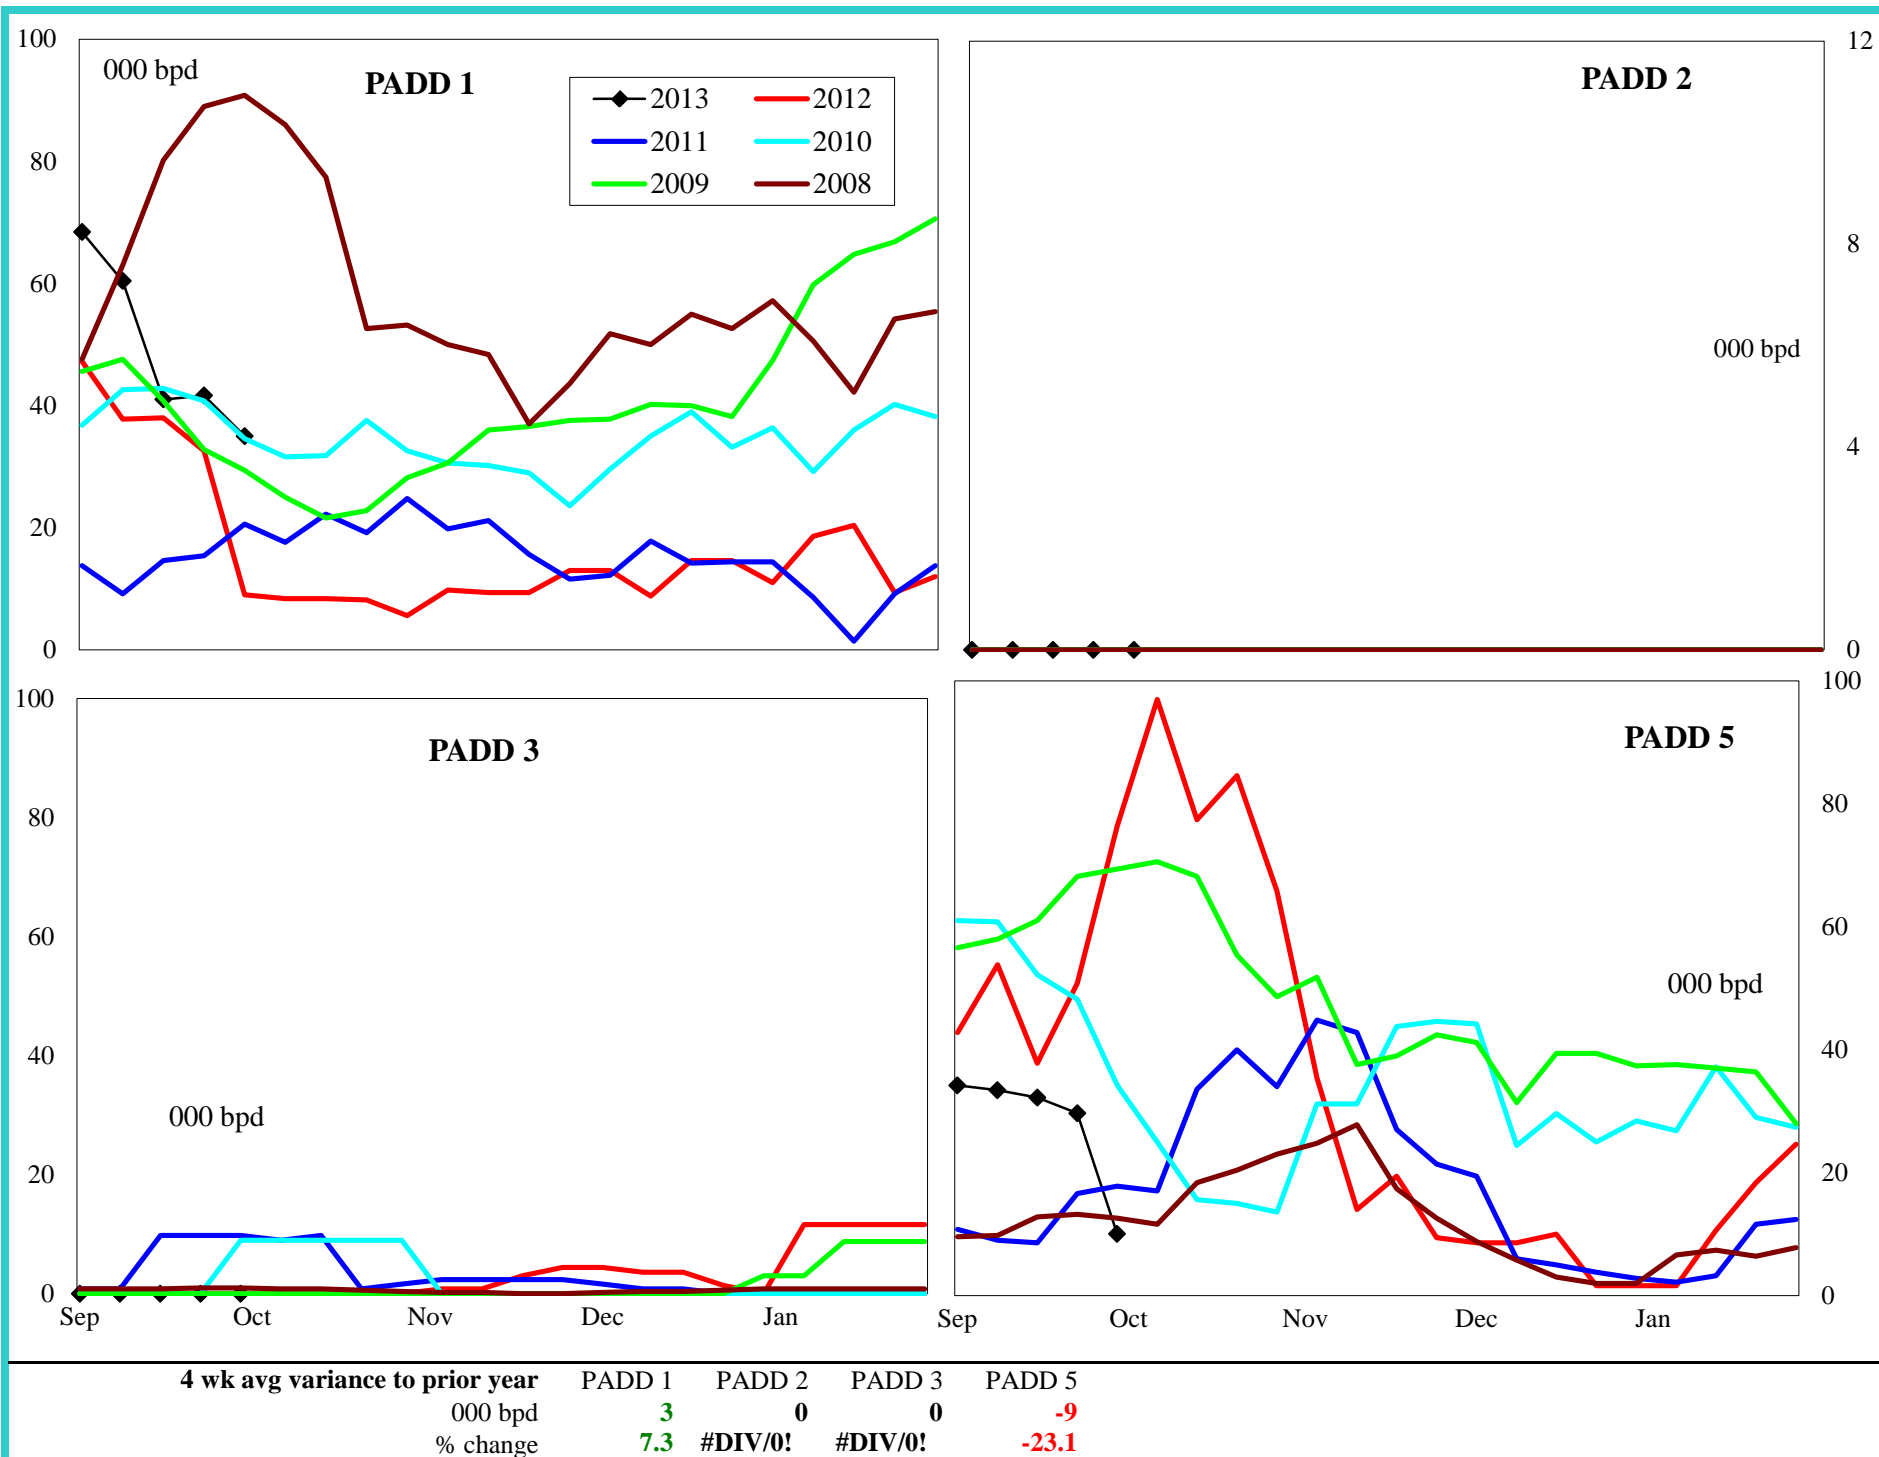 100
80
60
40
20
0
000 bpd
PADD 1
2013 2012
2011 2010
2009 2008
PADD 2
12
8
4
0
000 bpd
100
80
60
40
20
0
PADD 3
000 bpd
Sep Oct Nov Dec Jan
PADD 5
100
80
60
40
20
0
000 bpd
Sep Oct Nov Dec Jan
4 wk avg variance to prior year PADD 1 PADD 2 PADD 3 PADD 5
000 bpd 3 0 0 -9
% change 7.3 #DIV/0! #DIV/0! -23.1